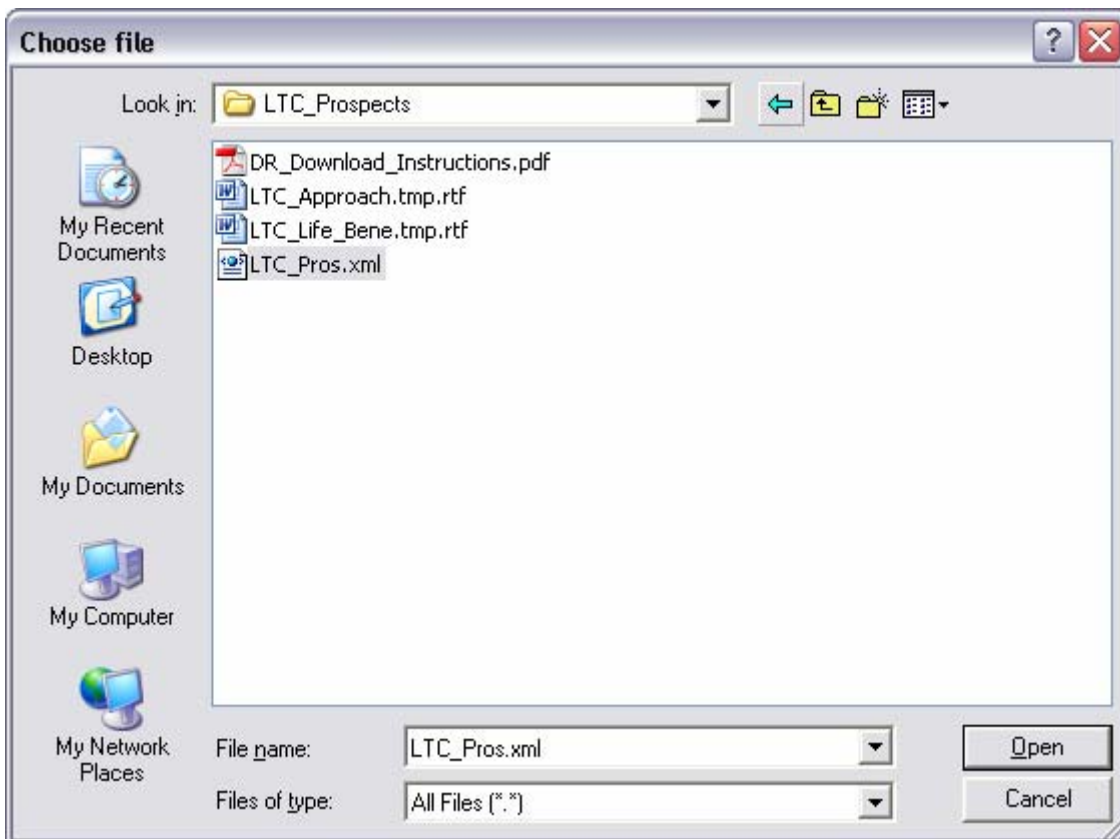 Choose file
Look in: LTC_Prospects
DR_Download_Instructions.pdf
LTC_Approach.tmp.rtf
LTC_Life_Bene.tmp.rtf
LTC_Pros.xml
My Recent
Documents
Desktop
My Documents
My Computer
My Network
Places
File name: LTC_Pros.xml Open
Files of type: All Files (*.*) Cancel